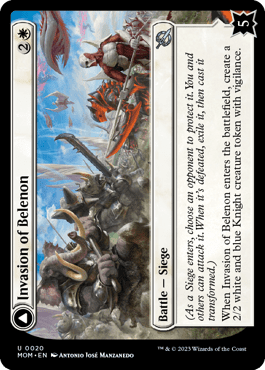 Invasion of Belenon
2
Battle — Siege
(As a Siege enters, choose an opponent to protect it. You and
others can attack it. When it's defeated, exile it, then cast it
transformed.)
When Invasion of Belenon enters the battlefield, create a
2/2 white and blue Knight creature token with vigilance.
5
U 0020
MOM • EN Antonio José Manzanedo
™ & © 2023 Wizards of the Coast